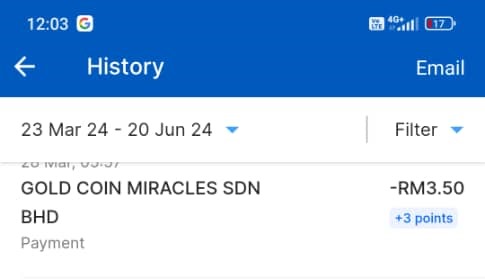 12:03 G Vo LTE 4G+ 17
History Email
23 Mar 24 - 20 Jun 24 Filter
GOLD COIN MIRACLES SDN -RM3.50
BHD +3 points
Payment